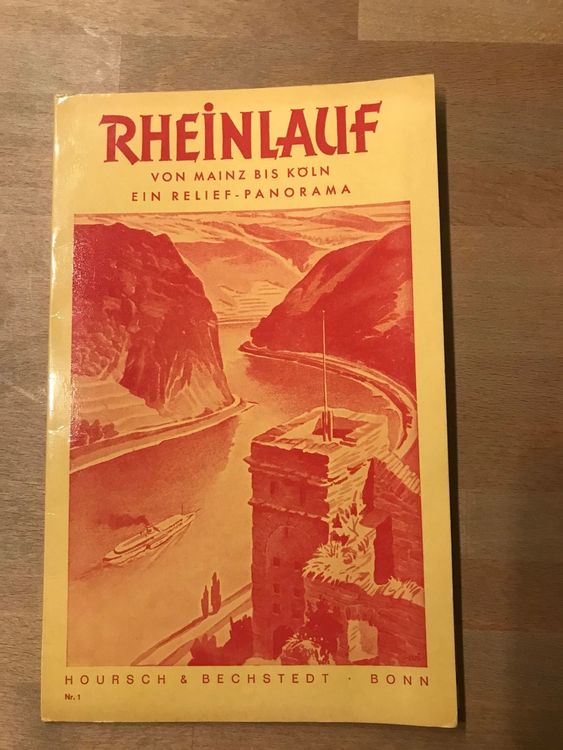 RHEINLAUF
VON MAINZ BIS KÖLN
EIN RELIEF-PANORAMA
HOURSCH & BECHSTEDT · BONN
Nr. 1